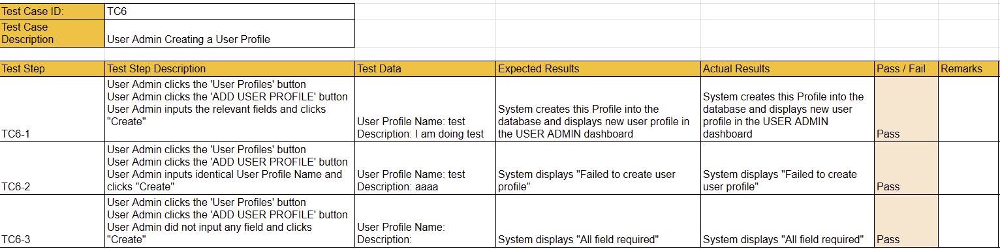 Test Case ID: TC6
Test Case
Description
User Admin Creating a User Profile
Test Step Test Step Description Test Data Expected Results Actual Results Pass / Fail Remarks
TC6-1
User Admin clicks the 'User Profiles' button
User Admin clicks the 'ADD USER PROFILE' button
User Admin inputs the relevant fields and clicks
"Create"
User Profile Name: test
Description: I am doing test
System creates this Profile into the
database and displays new user profile in
the USER ADMIN dashboard
System creates this Profile into the
database and displays new user
profile in the USER ADMIN
dashboard
Pass
TC6-2
User Admin clicks the 'User Profiles' button
User Admin clicks the 'ADD USER PROFILE' button
User Admin inputs identical User Profile Name and
clicks "Create"
User Profile Name: test
Description: aaaa
System displays "Failed to create user
profile"
System displays "Failed to create
user profile"
Pass
TC6-3
User Admin clicks the 'User Profiles' button
User Admin clicks the 'ADD USER PROFILE' button
User Admin did not input any field and clicks
"Create"
User Profile Name:
Description:
System displays "All field required"
System displays "All field required"
Pass